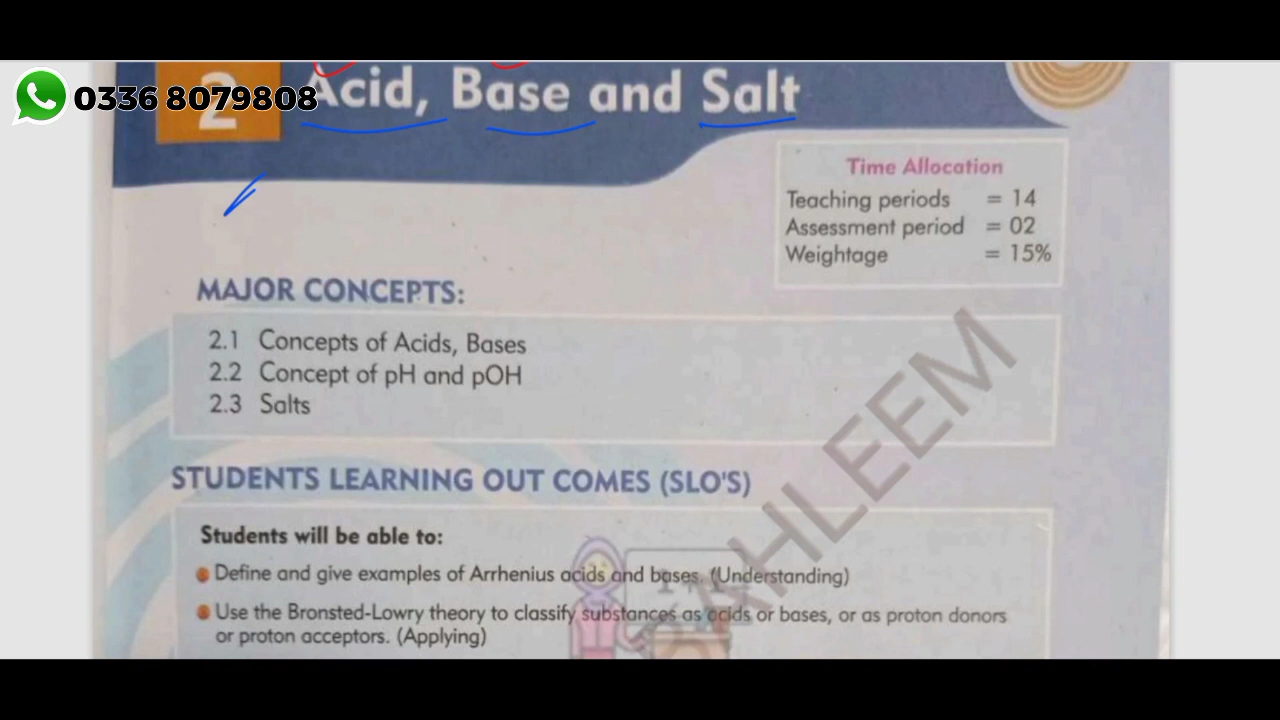 2 Acid, Base and Salt
0336 8079808
Time Allocation
Teaching periods = 14
Assessment period = 02
Weightage = 15%
MAJOR CONCEPTS:
2.1 Concepts of Acids, Bases
2.2 Concept of pH and pOH
2.3 Salts
STUDENTS LEARNING OUT COMES (SLO'S)
Students will be able to:
Define and give examples of Arrhenius acids and bases. (Understanding)
Use the Bronsted-Lowry theory to classify substances as acids or bases, or as proton donors
or proton acceptors. (Applying)